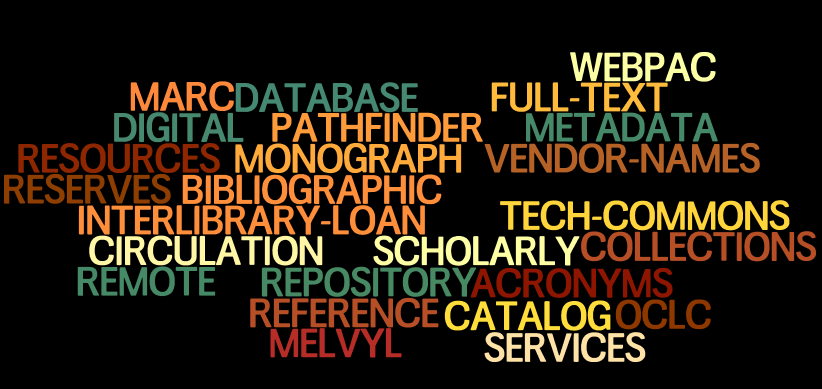 WEBPAC
MARC DATABASE FULL-TEXT
DIGITAL PATHFINDER METADATA
RESOURCES MONOGRAPH VENDOR-NAMES
RESERVES BIBLIOGRAPHIC
INTERLIBRARY-LOAN TECH-COMMONS
CIRCULATION SCHOLARLY COLLECTIONS
REMOTE REPOSITORY ACRONYMS
REFERENCE CATALOG OCLC
MELVYL SERVICES